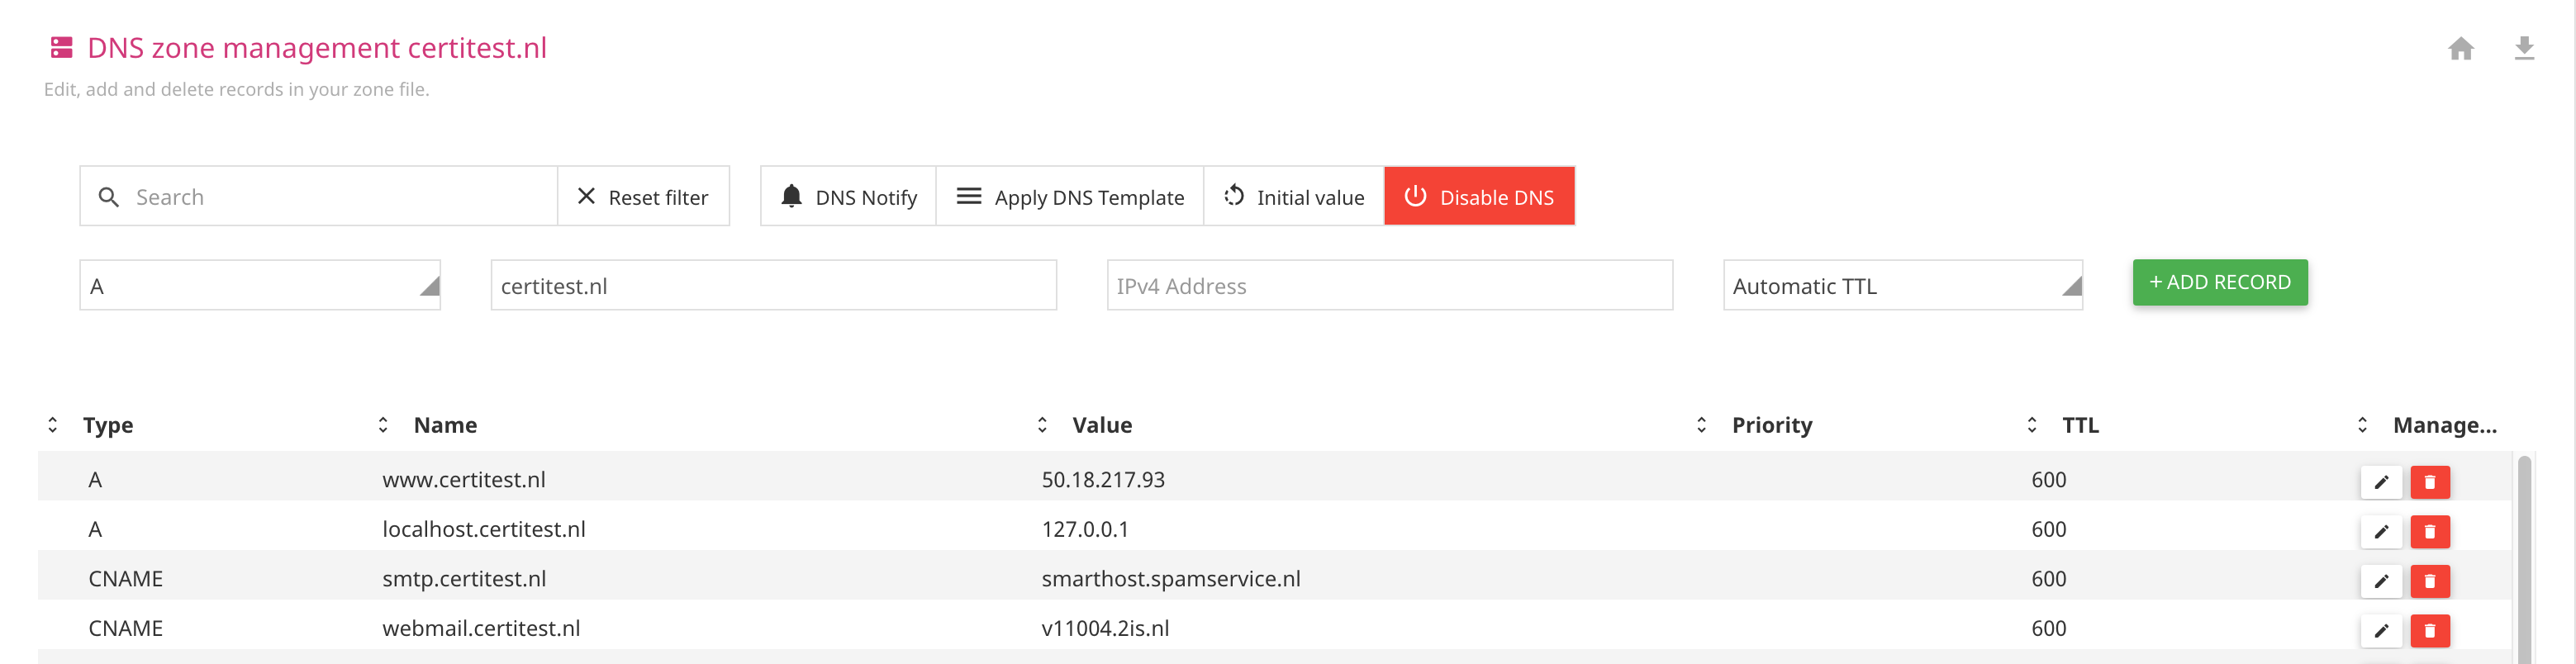 DNS zone management certitest.nl
Edit, add and delete records in your zone file.
Search Reset filter DNS Notify Apply DNS Template Initial value Disable DNS
A certitest.nl IPv4 Address Automatic TTL + ADD RECORD
Type Name Value Priority TTL Manage...
A www.certitest.nl 50.18.217.93 600
A localhost.certitest.nl 127.0.0.1 600
CNAME smtp.certitest.nl smarthost.spamservice.nl 600
CNAME webmail.certitest.nl v11004.2is.nl 600